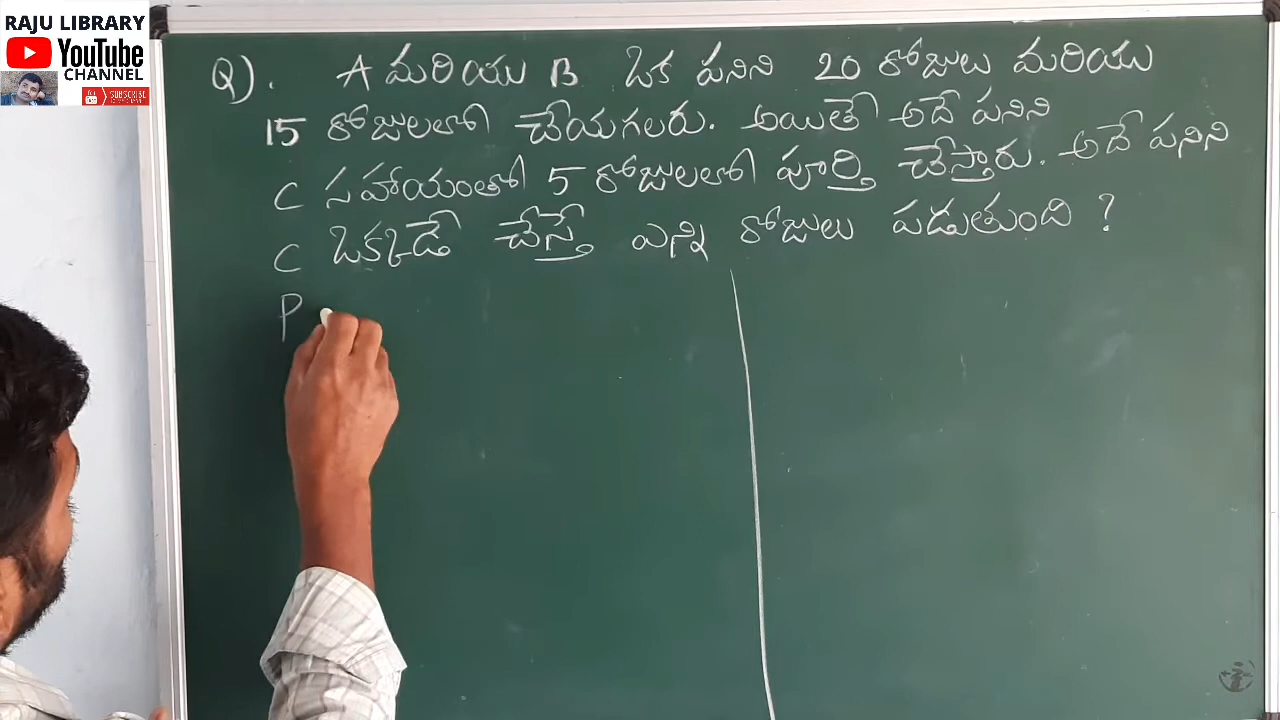 RAJU LIBRARY
YouTube
CHANNEL
SUBSCRIBE
Q). A మరియు B ఒక పనిని 20 రోజులు మరియు
15 రోజులలో చేయగలరు. అయితే అదే పనిని
C సహాయంతో 5 రోజులలో పూర్తి చేస్తారు. అదే పనిని
C ఒక్కడే చేస్తే ఎన్ని రోజులు పడుతుంది ?
P